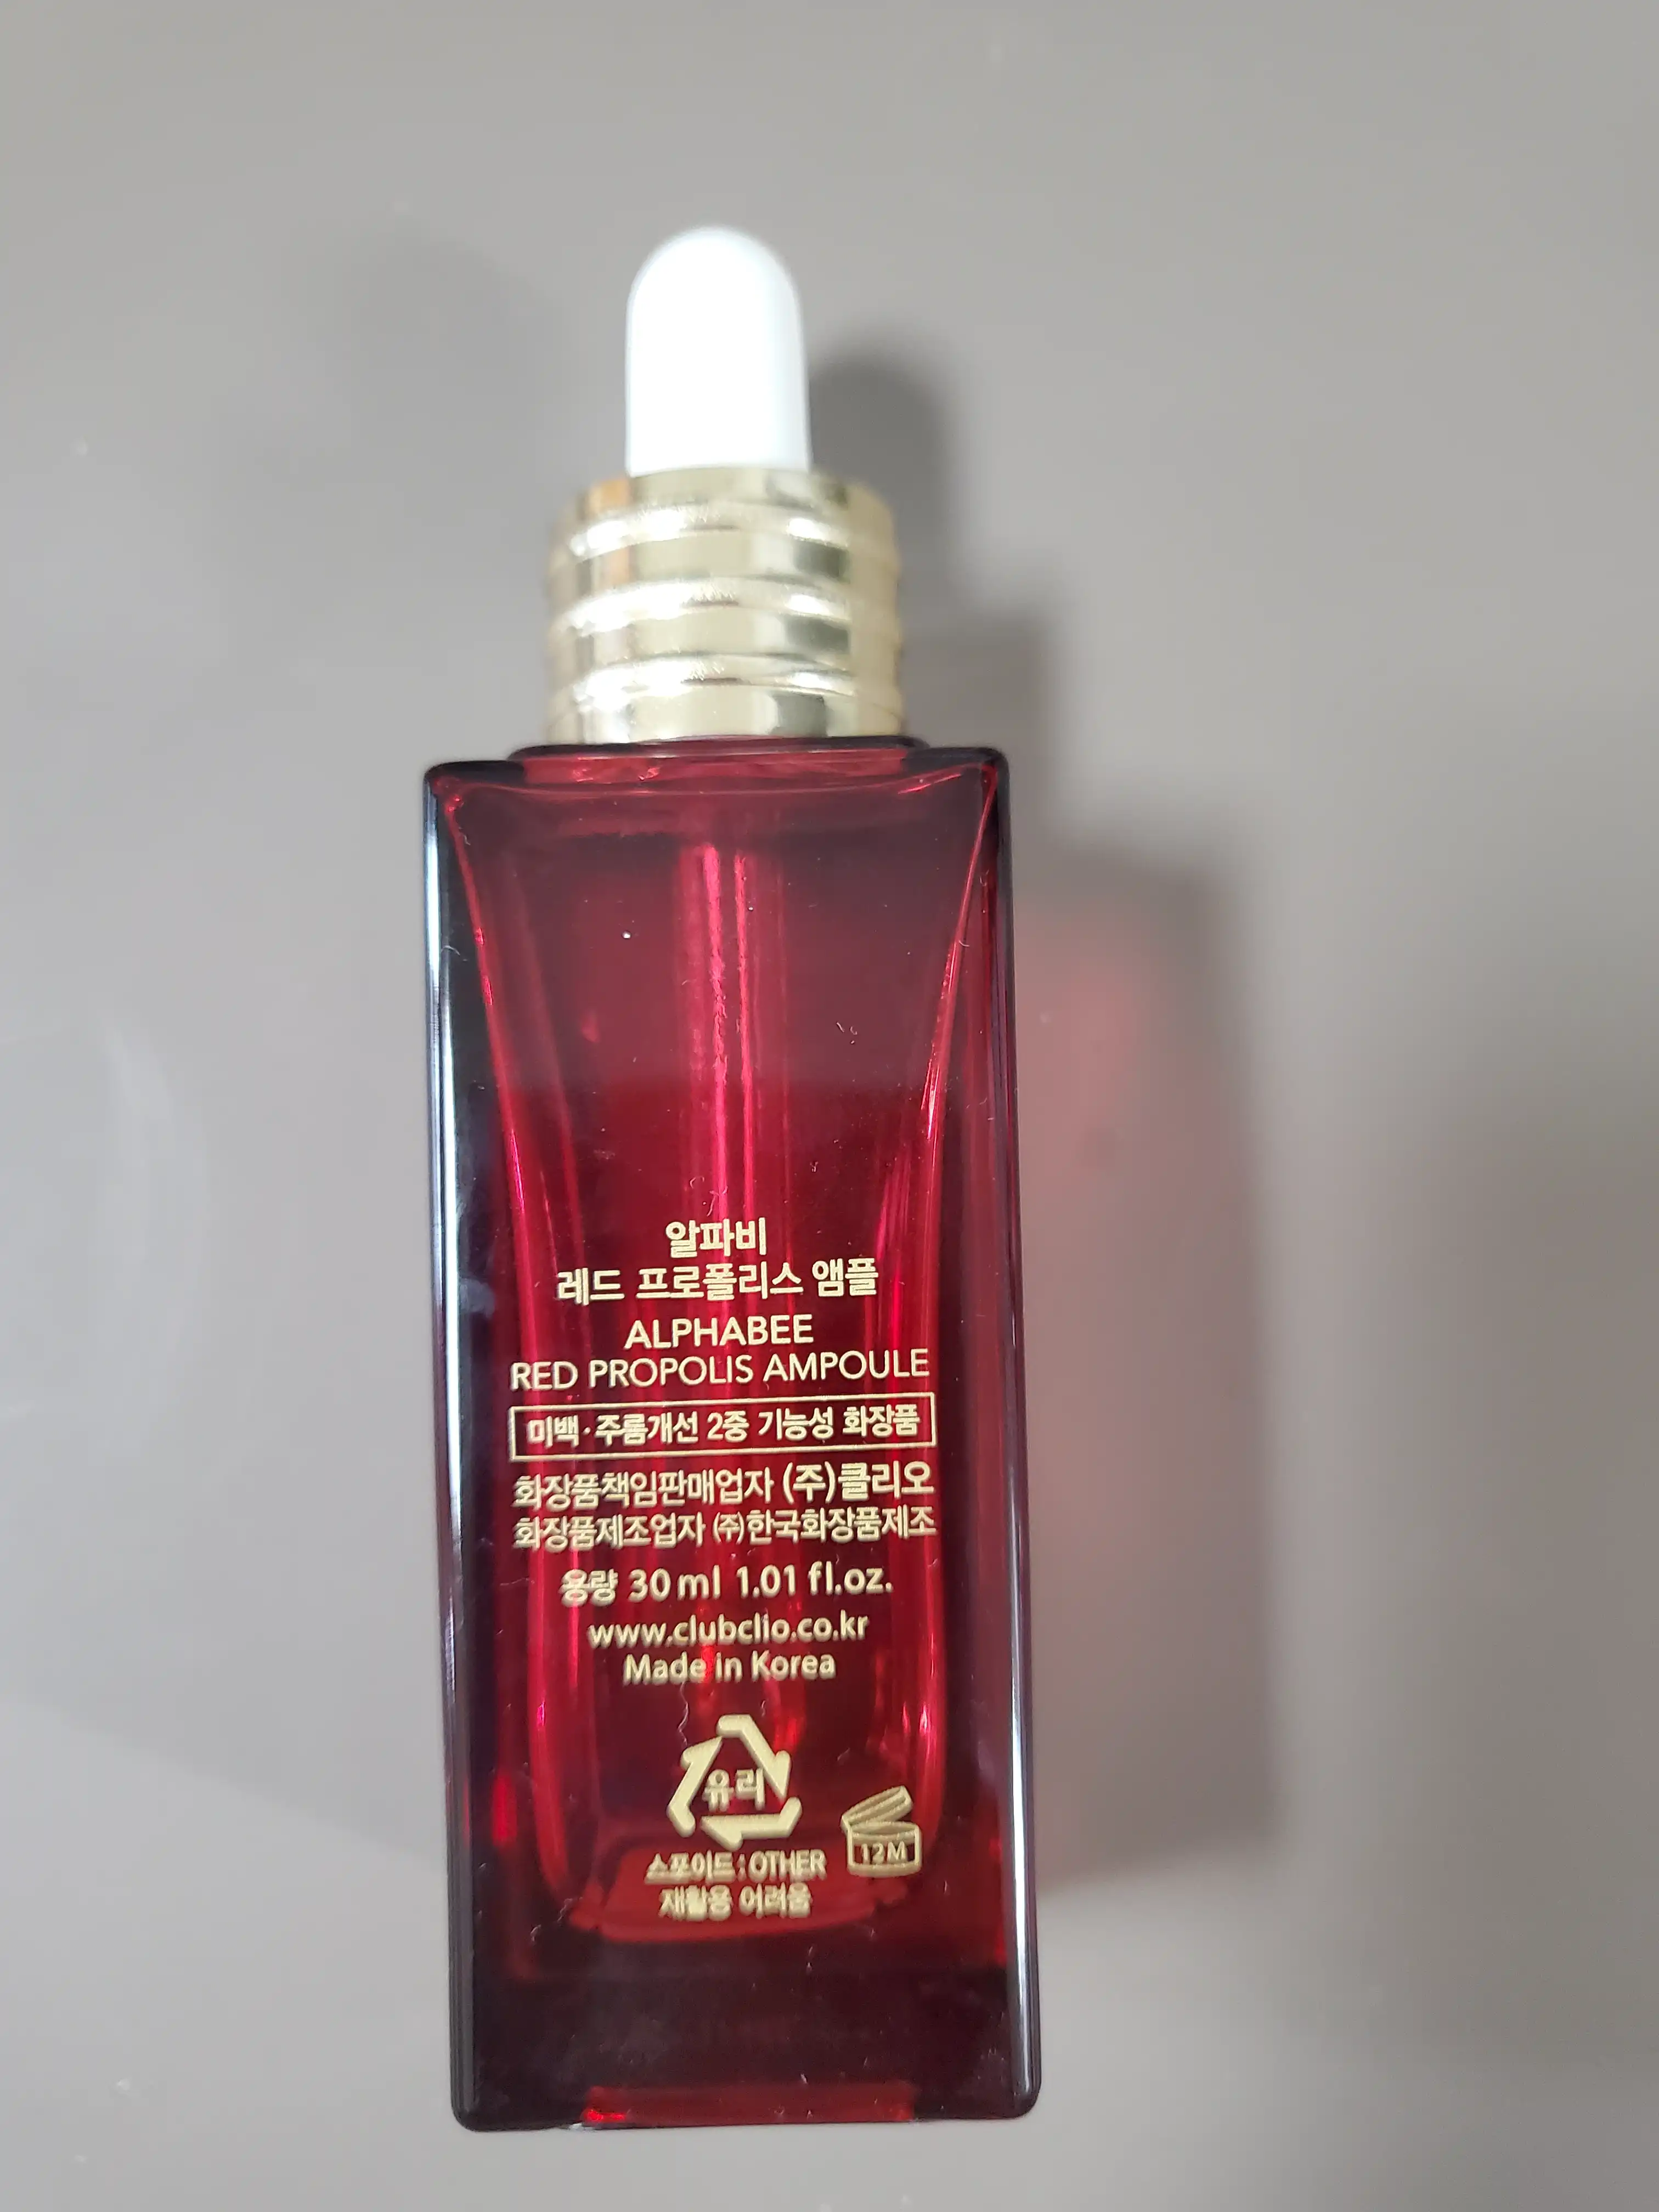 알파비
레드 프로폴리스 앰플
ALPHABEE
RED PROPOLIS AMPOULE
미백·주름개선 2중 기능성 화장품
화장품책임판매업자 (주)클리오
화장품제조업자 ㈜한국화장품제조
용량 30ml 1.01 fl.oz.
www.clubclio.co.kr
Made in Korea
유리
12M
스포이드:OTHER
재활용 어려움